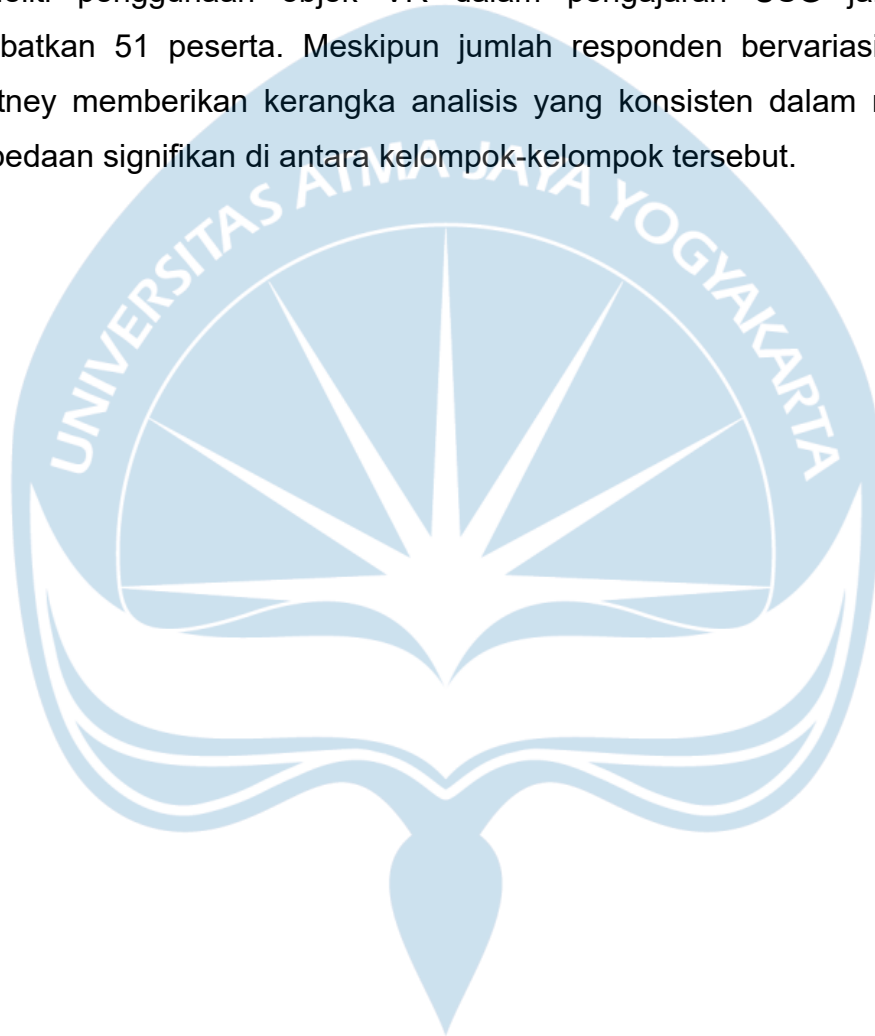 penggunaan objek VR dalam pengajaran
batkan 51 peserta. Meskipun jumlah responden bervariasi
tney memberikan kerangka analisis yang konsisten dalam
bedaan signifikan di antara kelompok-kelompok tersebut.
UNIVERSITAS ATMA JAYA YOGYAKARTA